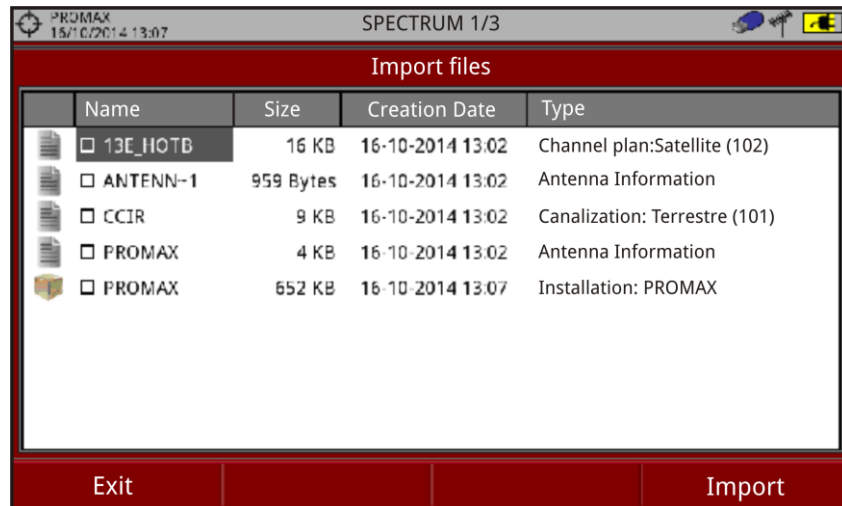 PROMAX
15/10/2014 13:07
SPECTRUM 1/3
Import files
Name Size Creation Date Type
13E_HOTB 16 KB 16-10-2014 13:02 Channel plan:Satellite (102)
ANTENN~1 959 Bytes 16-10-2014 13:02 Antenna Information
CCIR 9 KB 16-10-2014 13:02 Canalization: Terrestre (101)
PROMAX 4 KB 16-10-2014 13:02 Antenna Information
PROMAX 652 KB 16-10-2014 13:07 Installation: PROMAX
Exit Import